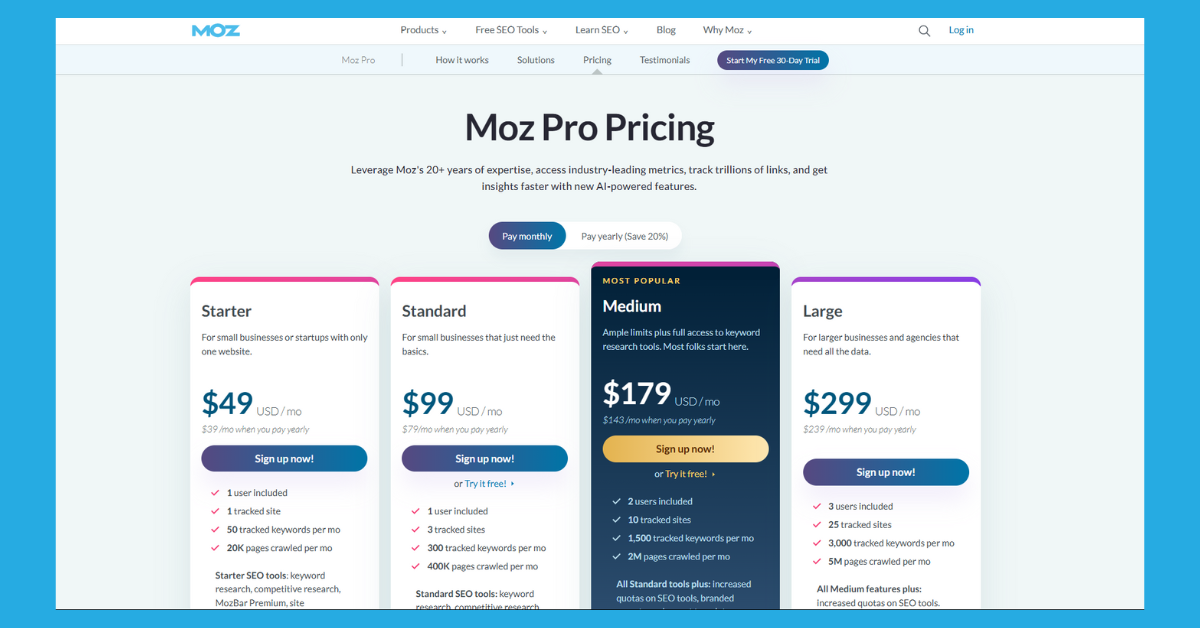 MOZ
Products
Free SEO Tools
Learn SEO
Blog
Why Moz
Log in
Moz Pro
How it works
Solutions
Pricing
Testimonials
Start My Free 30-Day Trial
Moz Pro Pricing
Leverage Moz's 20+ years of expertise, access industry-leading metrics, track trillions of links, and get
insights faster with new AI-powered features.
Pay monthly
Pay yearly (Save 20%)
Starter
For small businesses or startups with only
one website.
$49 USD / mo
$39 /mo when you pay yearly
Sign up now!
1 user included
1 tracked site
50 tracked keywords per mo
20K pages crawled per mo
Starter SEO tools: keyword
research, competitive research,
MozBar Premium, site
Standard
For small businesses that just need the
basics.
$99 USD / mo
$79/mo when you pay yearly
Sign up now!
or Try it free!
1 user included
3 tracked sites
300 tracked keywords per mo
400K pages crawled per mo
Standard SEO tools: keyword
research, competitive research,
MOST POPULAR
Medium
Ample limits plus full access to keyword
research tools. Most folks start here.
$179 USD / mo
$143 /mo when you pay yearly
Sign up now!
or Try it free!
2 users included
10 tracked sites
1,500 tracked keywords per mo
2M pages crawled per mo
All Standard tools plus: increased
quotas on SEO tools, branded
Large
For larger businesses and agencies that
need all the data.
$299 USD / mo
$239 /mo when you pay yearly
Sign up now!
3 users included
25 tracked sites
3,000 tracked keywords per mo
5M pages crawled per mo
All Medium features plus:
increased quotas on SEO tools.